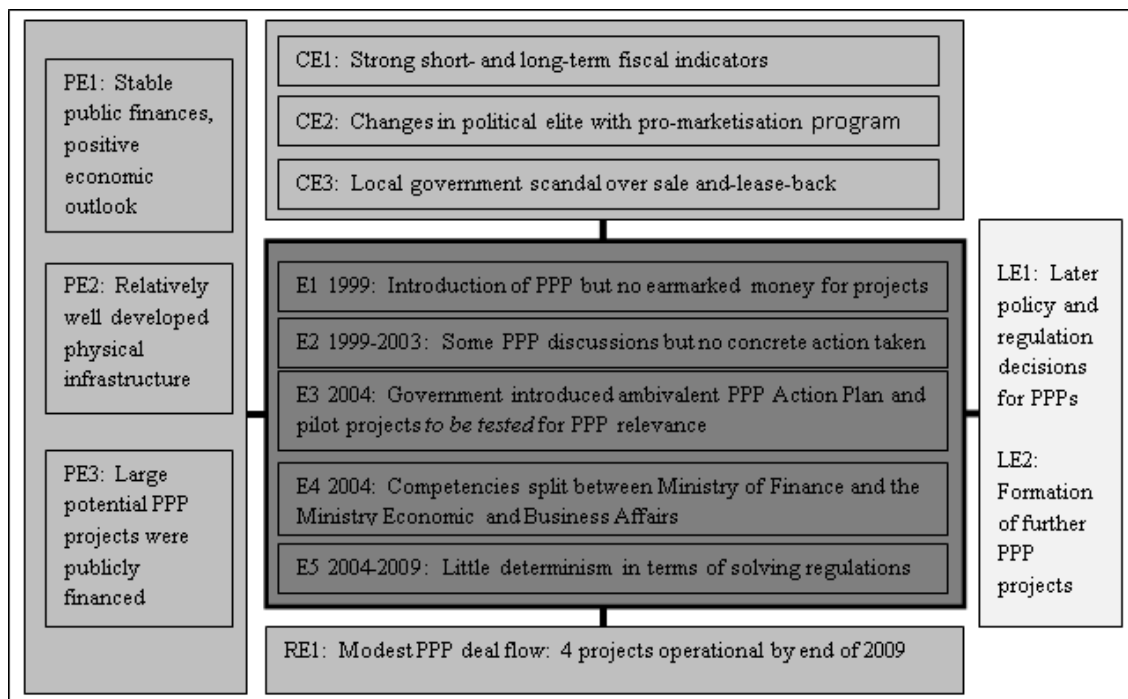 PE1: Stable
public finances,
positive
economic
outlook
PE2: Relatively
well developed
physical
infrastructure
PE3: Large
potential PPP
projects were
publicly
financed
CE1: Strong short- and long-term fiscal indicators
CE2: Changes in political elite with pro-marketisation program
CE3: Local government scandal over sale and-lease-back
E1 1999: Introduction of PPP but no earmarked money for projects
E2 1999-2003: Some PPP discussions but no concrete action taken
E3 2004: Government introduced ambivalent PPP Action Plan and
pilot projects to be tested for PPP relevance
E4 2004: Competencies split between Ministry of Finance and the
Ministry Economic and Business Affairs
E5 2004-2009: Little determinism in terms of solving regulations
RE1: Modest PPP deal flow: 4 projects operational by end of 2009
LE1: Later
policy and
regulation
decisions
for PPPs
LE2:
Formation
of further
PPP
projects